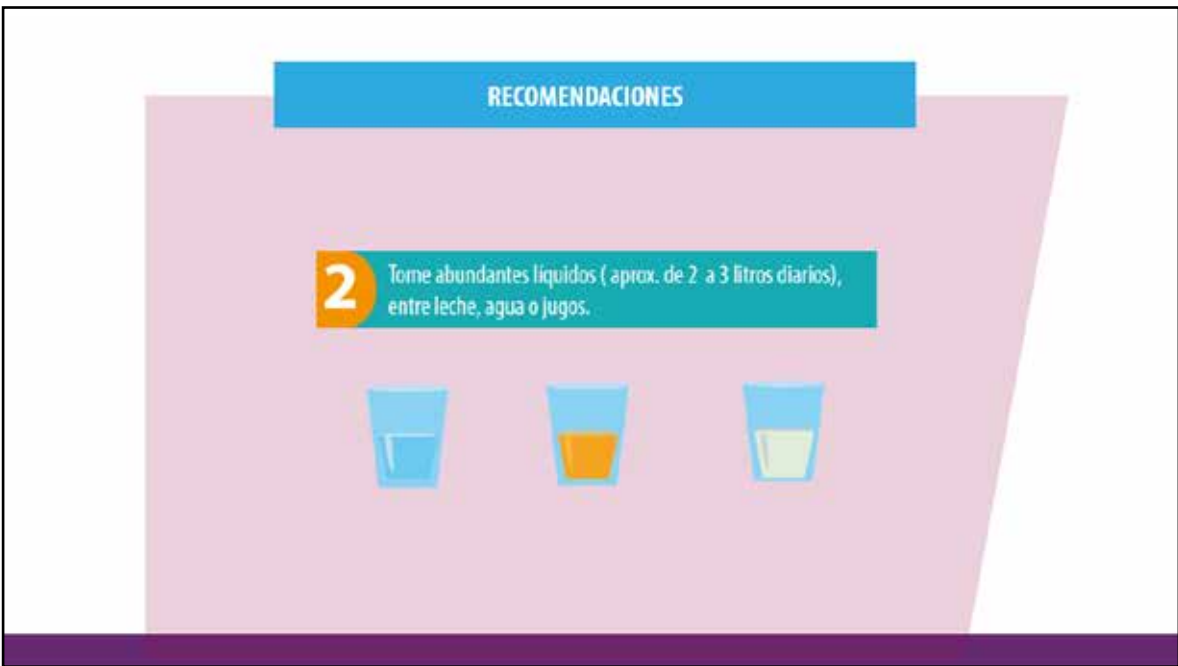 RECOMENDACIONES
2
Tome abundantes líquidos ( aprox. de 2 a 3 litros diarios),
entre leche, agua o jugos.